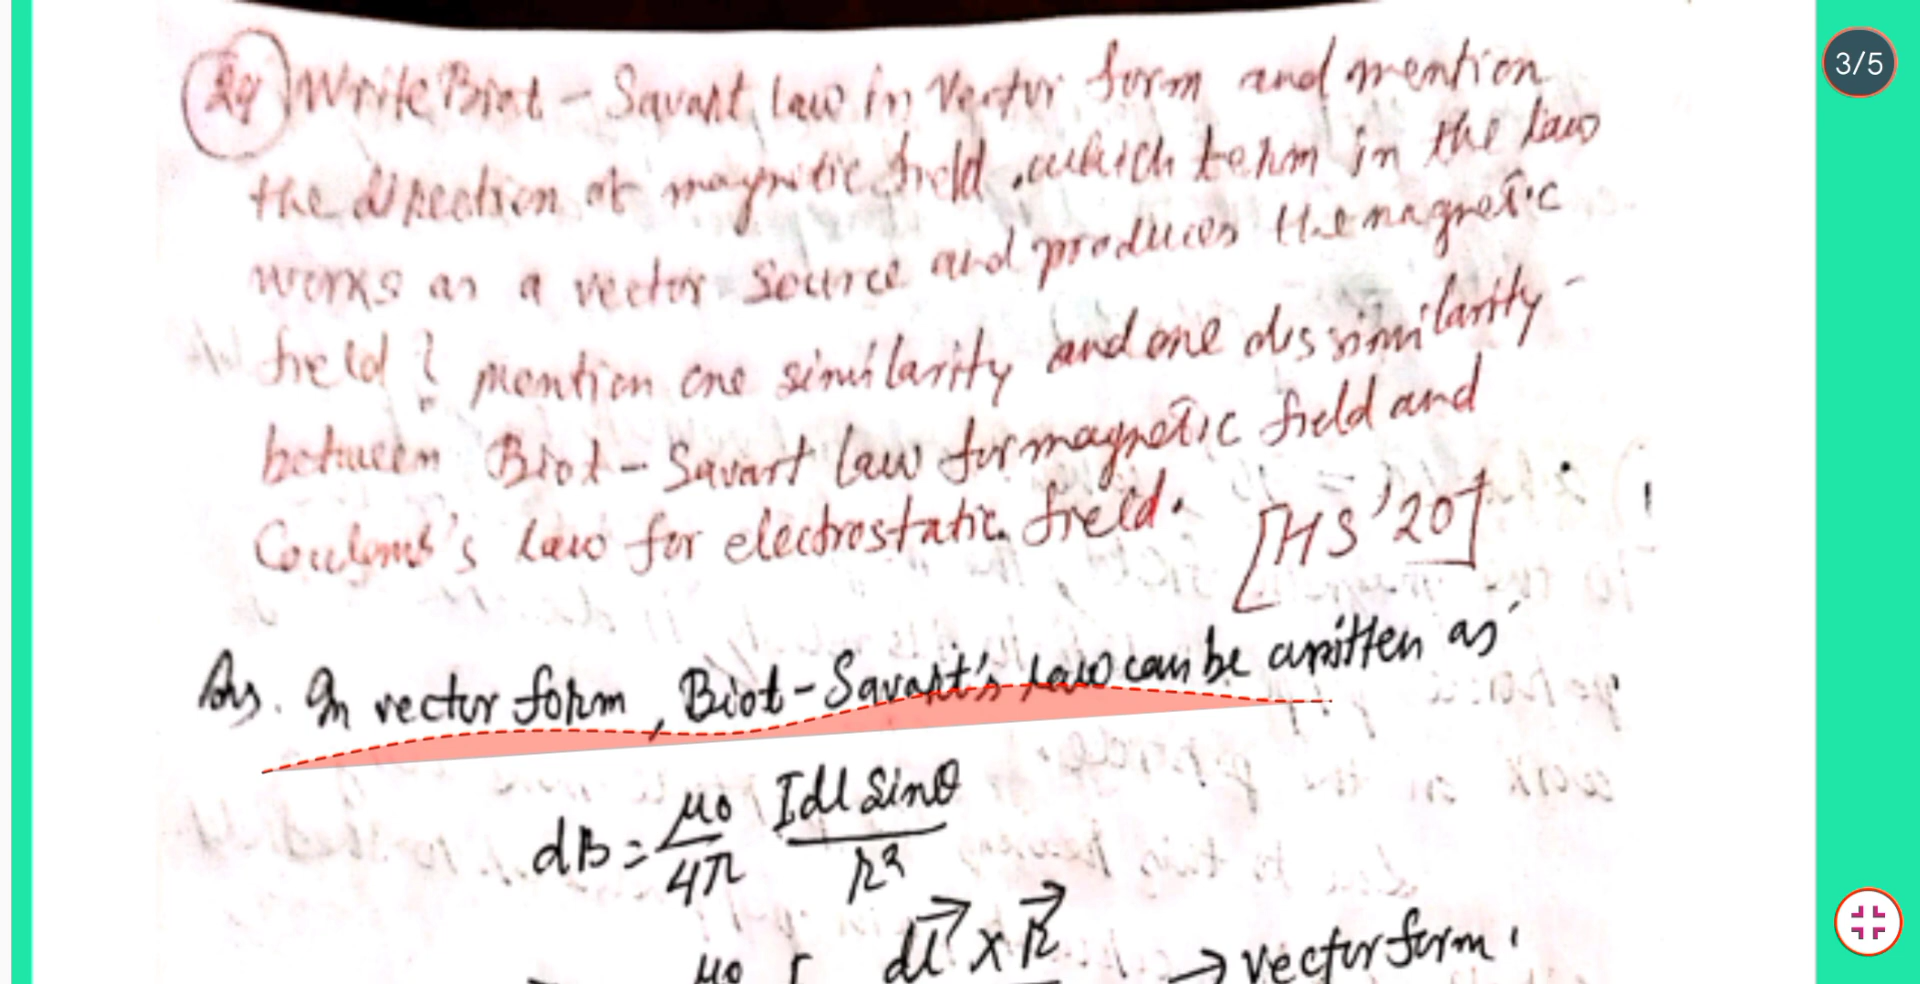 24 Write Biot - Savart law in vector form and mention
the direction of magnetic field. which term in the law
works as a vector source and produces the magnetic
field? mention one similarity and one dissimilarity
between Biot - Savart law for magnetic field and
Coulomb's law for electrostatic field. [HS'20]
Ans. In vector form, Biot-Savart's law can be written as
dB = μ0/4π Idl Sinθ/r²
μ0 I dl⃗ × r⃗ → vector form.
3/5